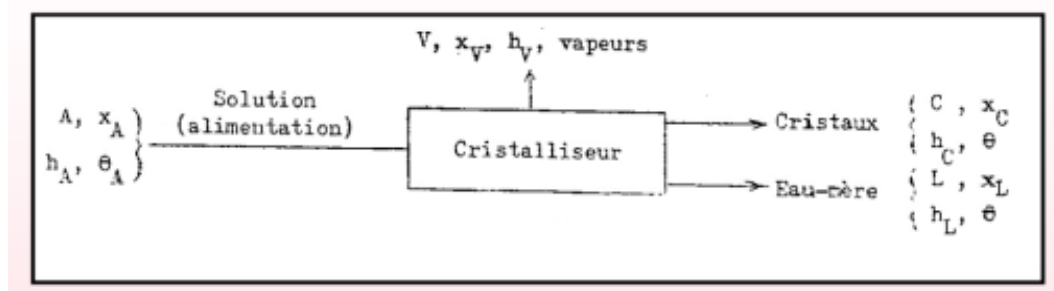 V, x_V, h_V, vapeurs
A, x_A
h_A, θ_A
Solution
(alimentation)
Cristalliseur
Cristaux
C , x_C
h_C, θ
Eau-mère
L , x_L
h_L, θ